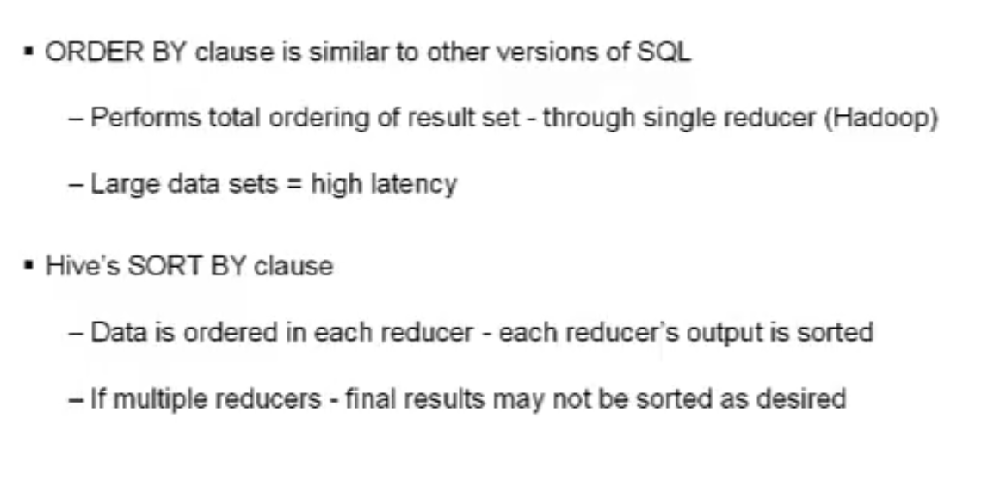 ▪ ORDER BY clause is similar to other versions of SQL
– Performs total ordering of result set - through single reducer (Hadoop)
– Large data sets = high latency
▪ Hive's SORT BY clause
– Data is ordered in each reducer - each reducer's output is sorted
– If multiple reducers - final results may not be sorted as desired